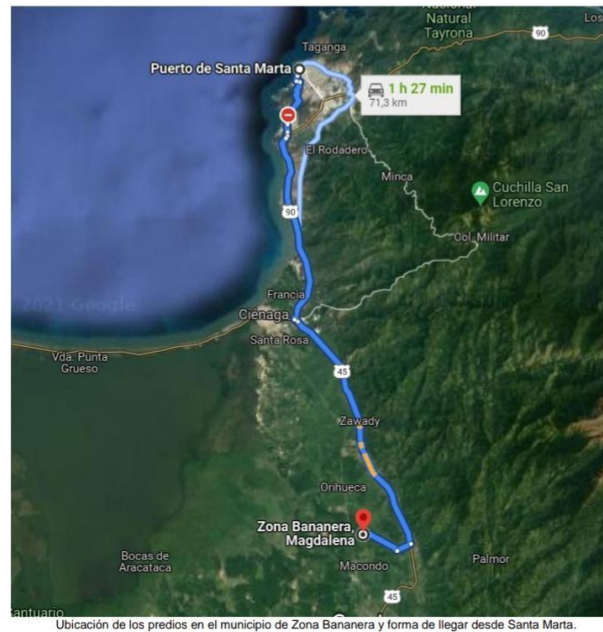 Nacional
Natural
Tayrona
Los
90
Taganga
Puerto de Santa Marta
1 h 27 min
71,3 km
El Rodadero
Minca
Cuchilla San
Lorenzo
Col. Militar
90
2021 Google
Francia
Ciénaga
Santa Rosa
Vda. Punta
Grueso
45
Zawady
Orihueca
Zona Bananera,
Magdalena
Bocas de
Aracataca
Macondo
Palmor
45
antuario
Ubicación de los predios en el municipio de Zona Bananera y forma de llegar desde Santa Marta.